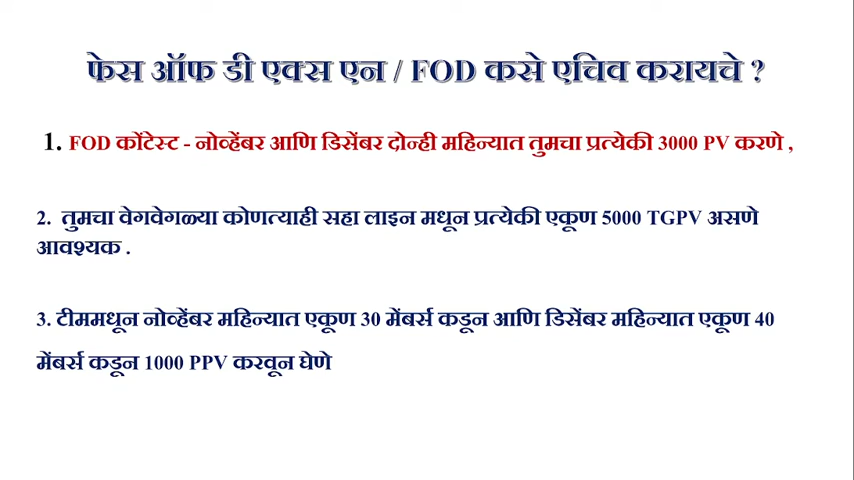 फेस ऑफ डी एक्स एन / FOD कसे एचिव करायचे ?
1. FOD कोंटेस्ट - नोव्हेंबर आणि डिसेंबर दोन्ही महिन्यात तुमचा प्रत्येकी 3000 PV करणे ,
2. तुमचा वेगवेगळ्या कोणत्याही सहा लाइन मधून प्रत्येकी एकूण 5000 TGPV असणे
आवश्यक .
3. टीममधून नोव्हेंबर महिन्यात एकूण 30 मेंबर्स कडून आणि डिसेंबर महिन्यात एकूण 40
मेंबर्स कडून 1000 PPV करवून घेणे